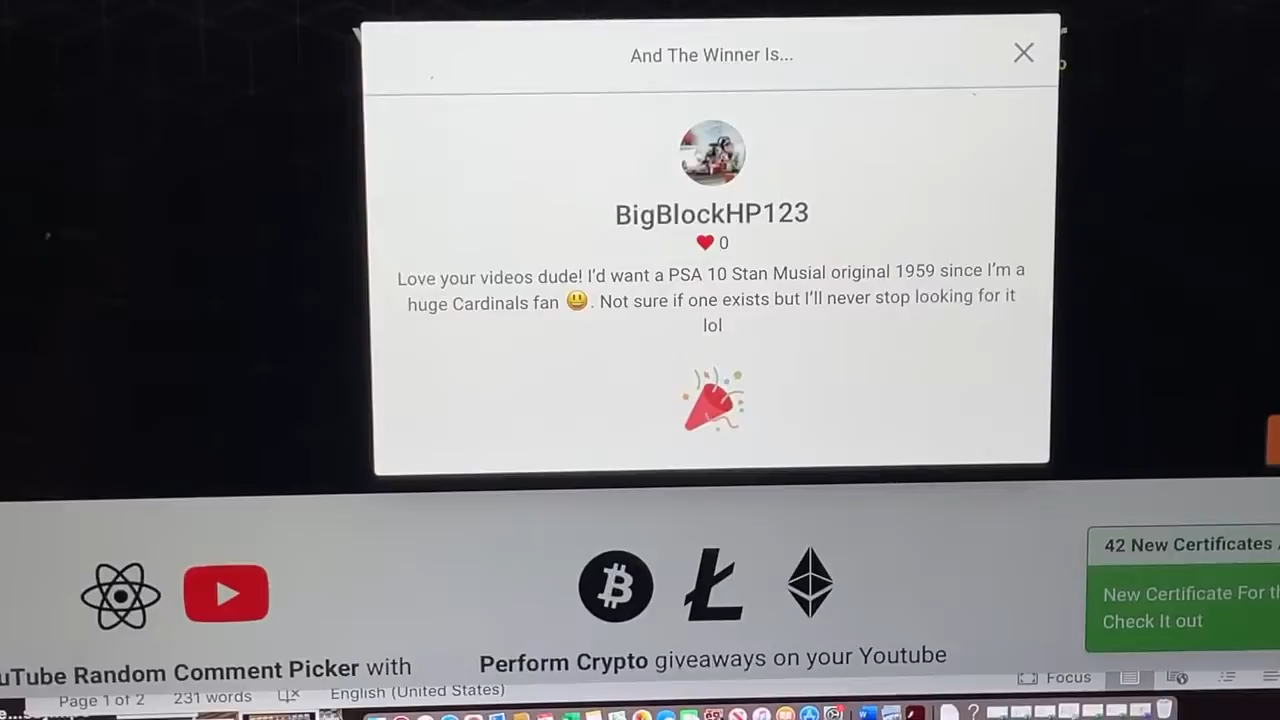 And The Winner Is...
BigBlockHP123
0
Love your videos dude! I'd want a PSA 10 Stan Musial original 1959 since I'm a
huge Cardinals fan 😃. Not sure if one exists but I'll never stop looking for it
lol
42 New Certificates
New Certificate For
Check It out
uTube Random Comment Picker with
Perform Crypto giveaways on your Youtube
Page 1 of 2 231 words English (United States) Focus